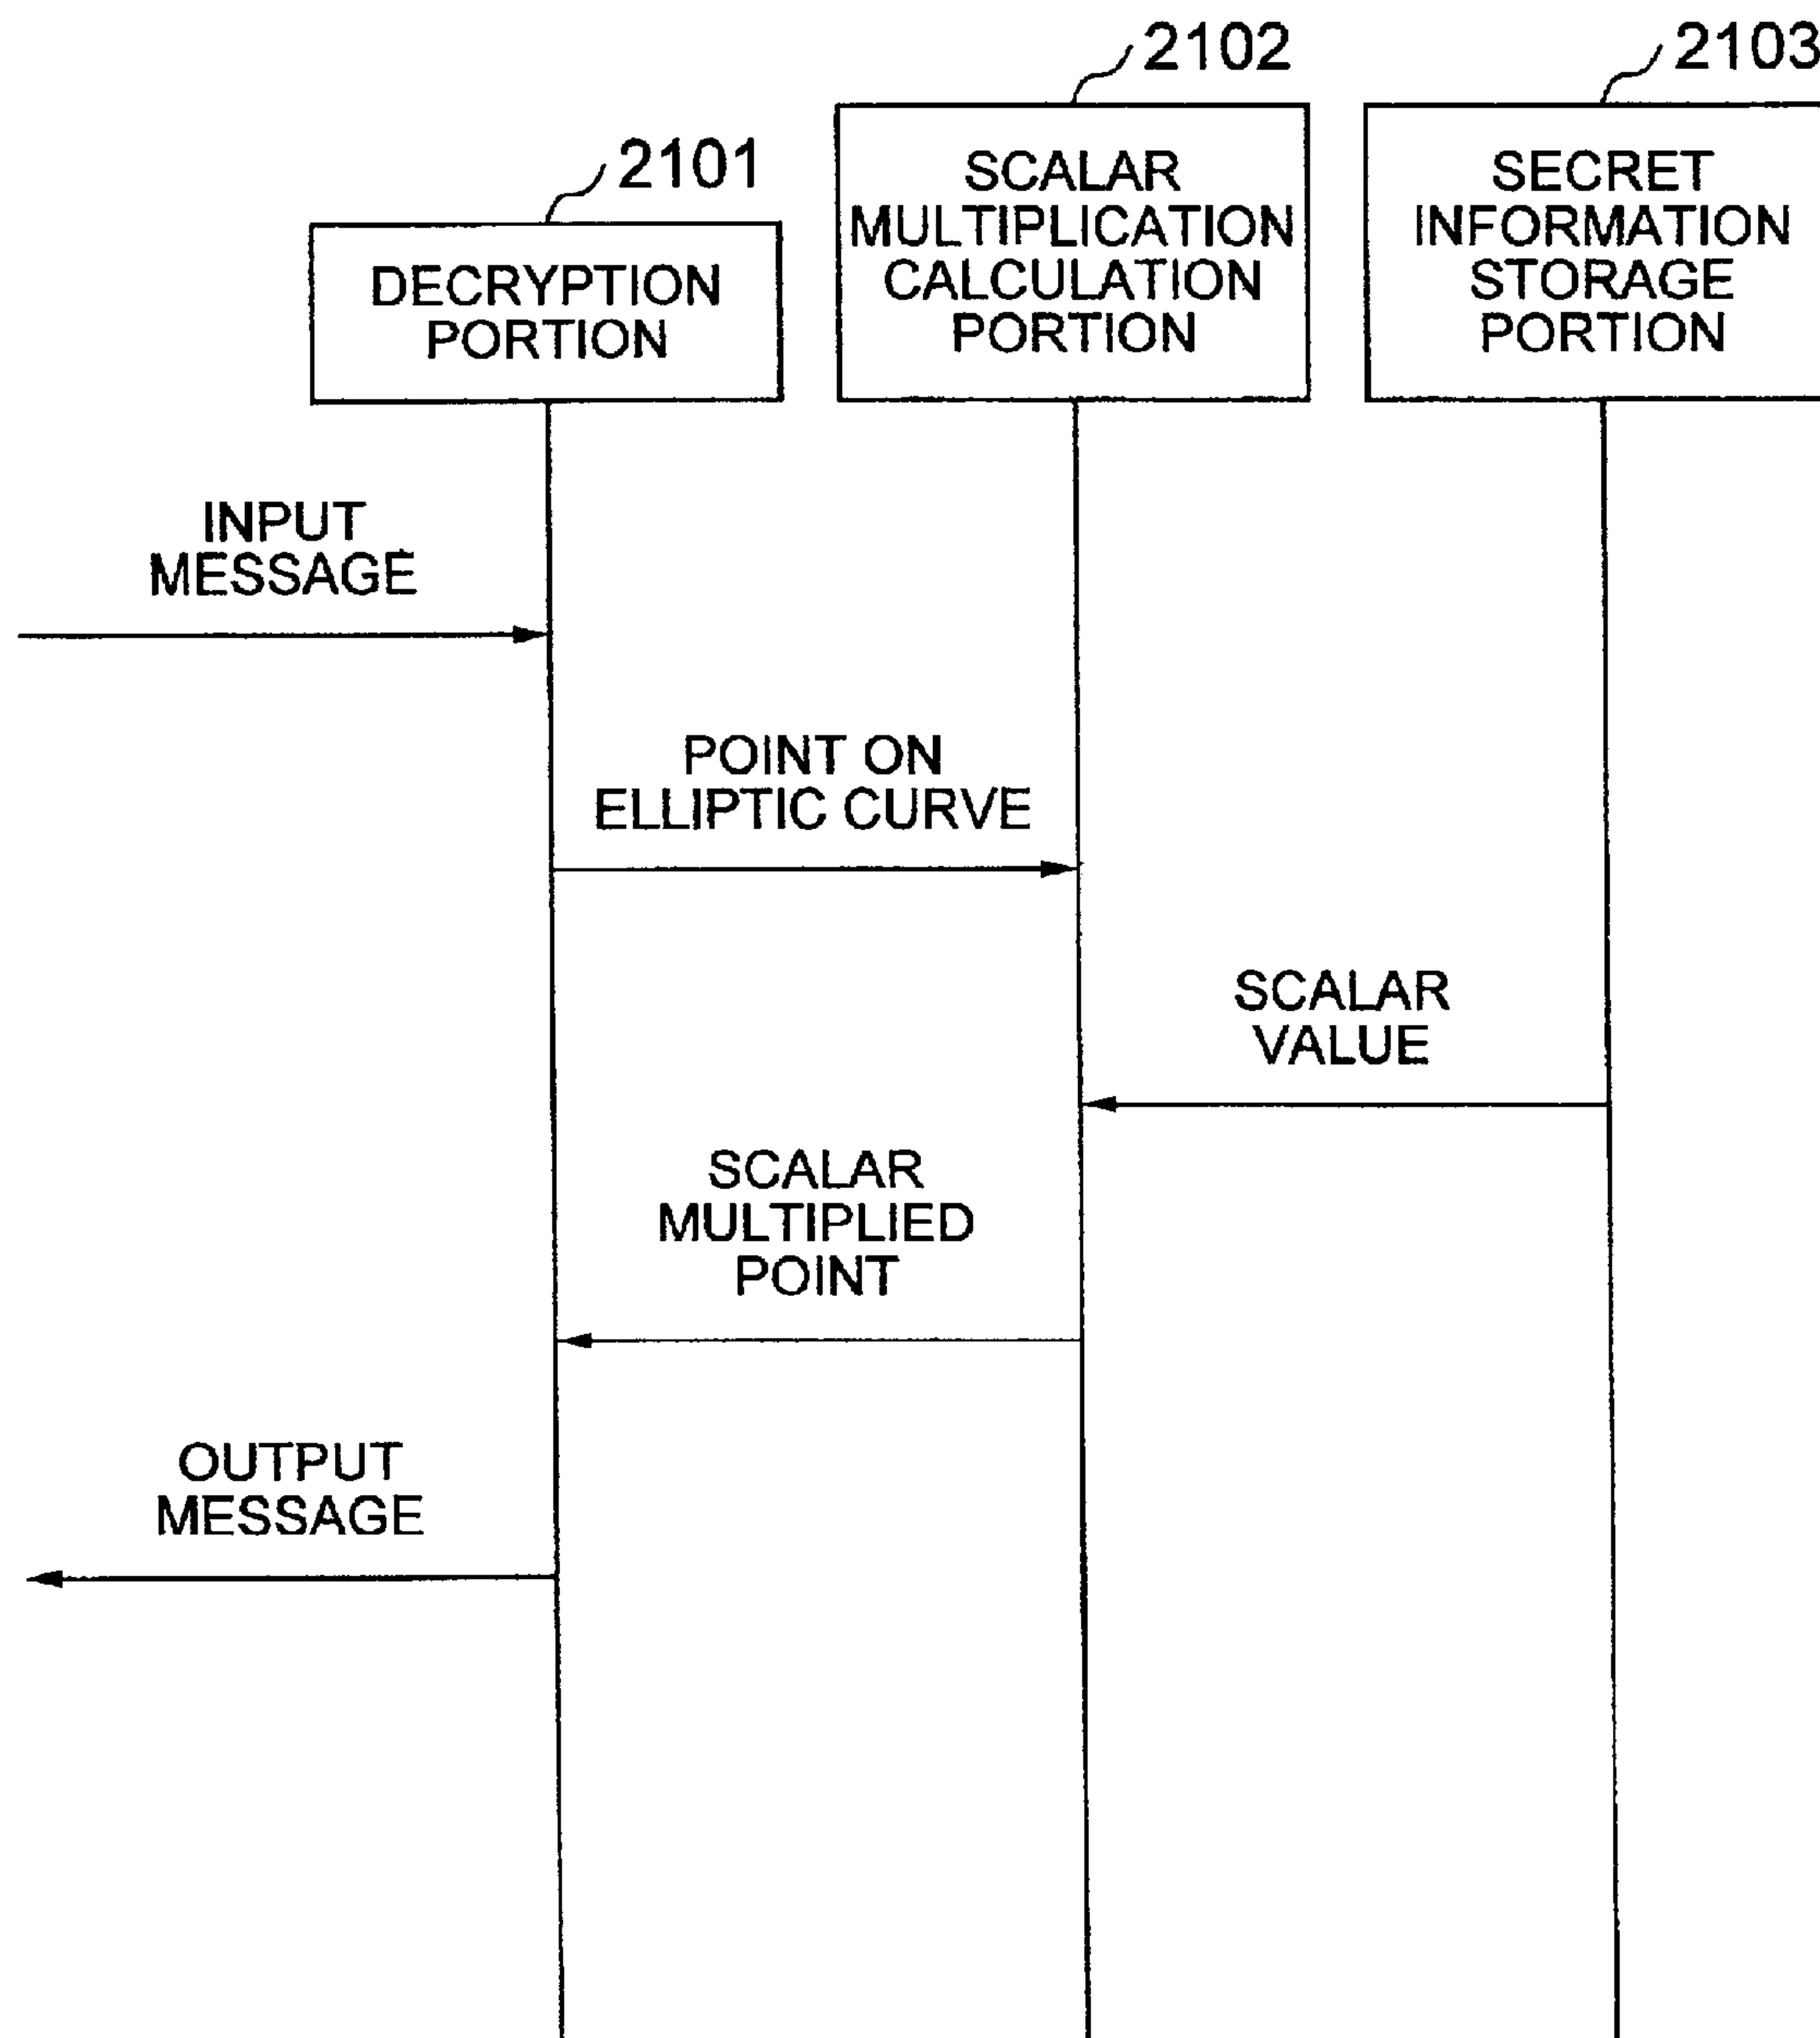 2102
2103
2101
SCALAR
MULTIPLICATION
CALCULATION
PORTION
SECRET
INFORMATION
STORAGE
PORTION
DECRYPTION
PORTION
INPUT
MESSAGE
POINT ON
ELLIPTIC CURVE
SCALAR
VALUE
SCALAR
MULTIPLIED
POINT
OUTPUT
MESSAGE